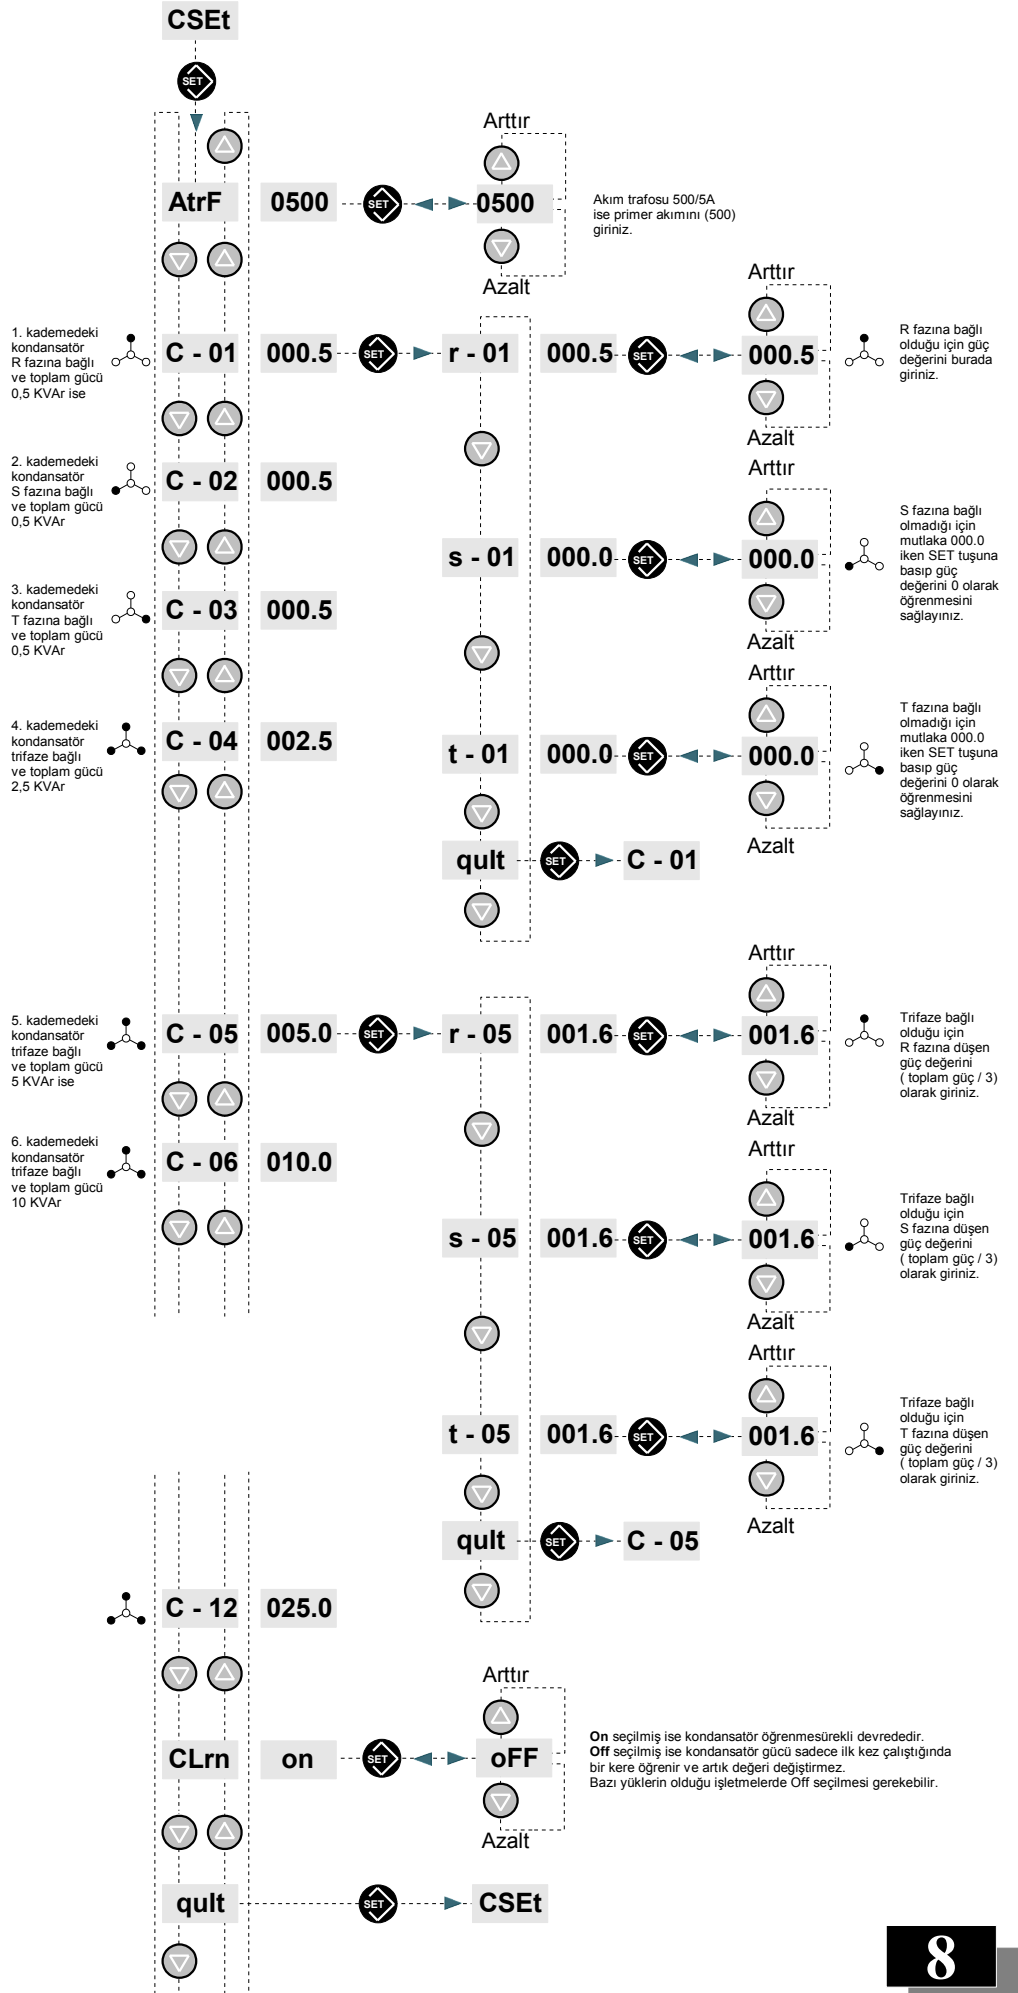 CSEt
SET
Arttır
AtrF
0500
SET
0500
Akım trafosu 500/5A
ise primer akımını (500)
giriniz.
Azalt
Arttır
1. kademedeki
kondansatör
R fazına bağlı
ve toplam gücü
0,5 KVAr ise
C - 01
000.5
SET
r - 01
000.5
SET
000.5
R fazına bağlı
olduğu için güç
değerini burada
giriniz.
Azalt
2. kademedeki
kondansatör
S fazına bağlı
ve toplam gücü
0,5 KVAr
C - 02
000.5
Arttır
s - 01
000.0
SET
000.0
S fazına bağlı
olmadığı için
mutlaka 000.0
iken SET tuşuna
basıp güç
değerini 0 olarak
öğrenmesini
sağlayınız.
Azalt
3. kademedeki
kondansatör
T fazına bağlı
ve toplam gücü
0,5 KVAr
C - 03
000.5
Arttır
4. kademedeki
kondansatör
trifaze bağlı
ve toplam gücü
2,5 KVAr
C - 04
002.5
t - 01
000.0
SET
000.0
T fazına bağlı
olmadığı için
mutlaka 000.0
iken SET tuşuna
basıp güç
değerini 0 olarak
öğrenmesini
sağlayınız.
Azalt
quIt
SET
C - 01
Arttır
5. kademedeki
kondansatör
trifaze bağlı
ve toplam gücü
5 KVAr ise
C - 05
005.0
SET
r - 05
001.6
SET
001.6
Trifaze bağlı
olduğu için
R fazına düşen
güç değerini
( toplam güç / 3)
olarak giriniz.
Azalt
6. kademedeki
kondansatör
trifaze bağlı
ve toplam gücü
10 KVAr
C - 06
010.0
Arttır
s - 05
001.6
SET
001.6
Trifaze bağlı
olduğu için
S fazına düşen
güç değerini
( toplam güç / 3)
olarak giriniz.
Azalt
Arttır
t - 05
001.6
SET
001.6
Trifaze bağlı
olduğu için
T fazına düşen
güç değerini
( toplam güç / 3)
olarak giriniz.
Azalt
quIt
SET
C - 05
C - 12
025.0
Arttır
CLrn
on
SET
oFF
On seçilmiş ise kondansatör öğrenmesürekli devrededir.
Off seçilmiş ise kondansatör gücü sadece ilk kez çalıştığında
bir kere öğrenir ve artık değeri değiştirmez.
Bazı yüklerin olduğu işletmelerde Off seçilmesi gerekebilir.
Azalt
quIt
SET
CSEt
8